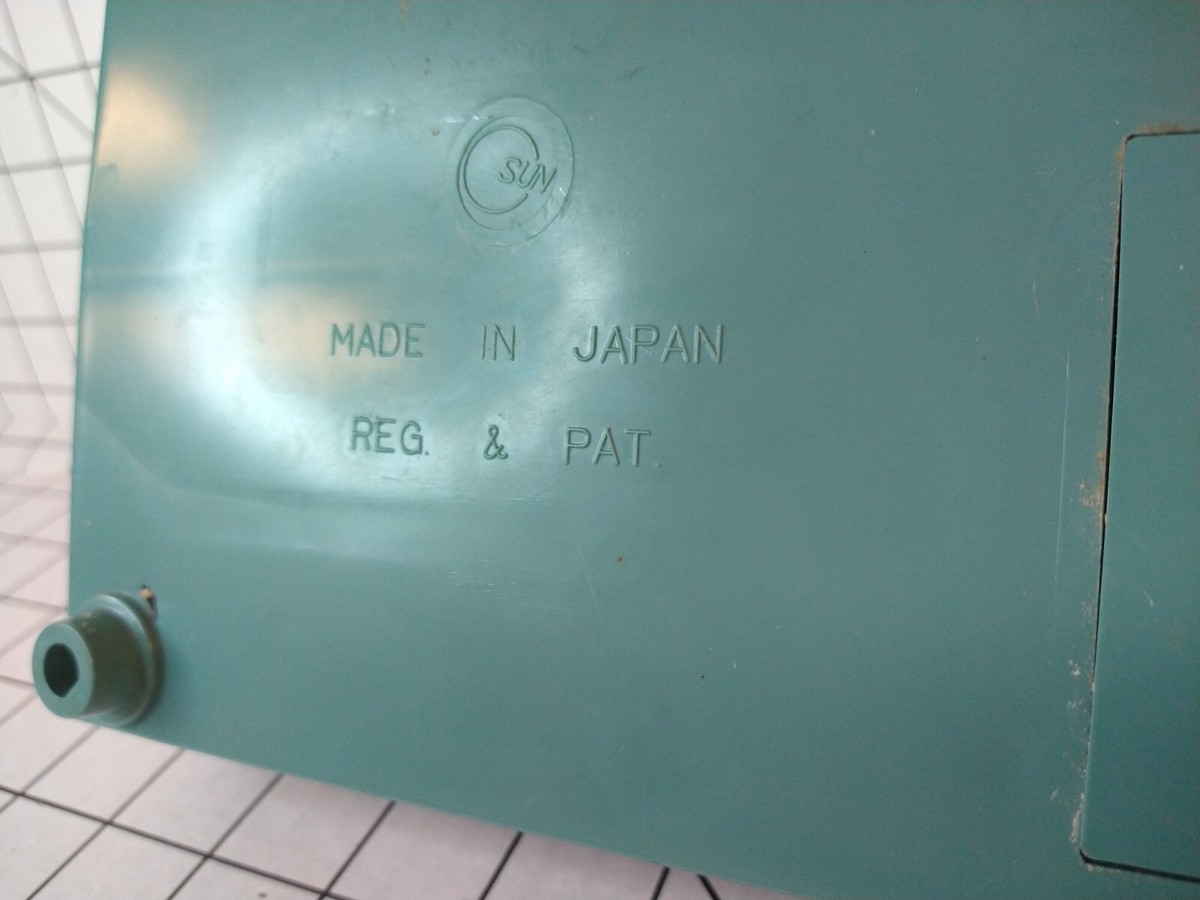 SUN
MADE IN JAPAN
REG. & PAT.